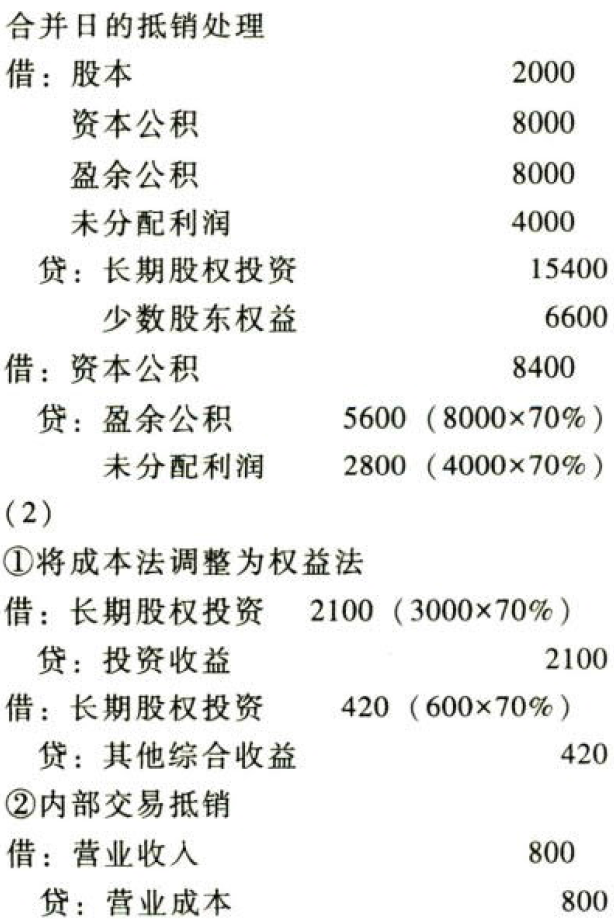 合并日的抵销处理
借：股本 2000
资本公积 8000
盈余公积 8000
未分配利润 4000
贷：长期股权投资 15400
少数股东权益 6600
借：资本公积 8400
贷：盈余公积 5600（8000×70%）
未分配利润 2800（4000×70%）
(2)
①将成本法调整为权益法
借：长期股权投资 2100（3000×70%）
贷：投资收益 2100
借：长期股权投资 420（600×70%）
贷：其他综合收益 420
②内部交易抵销
借：营业收入 800
贷：营业成本 800